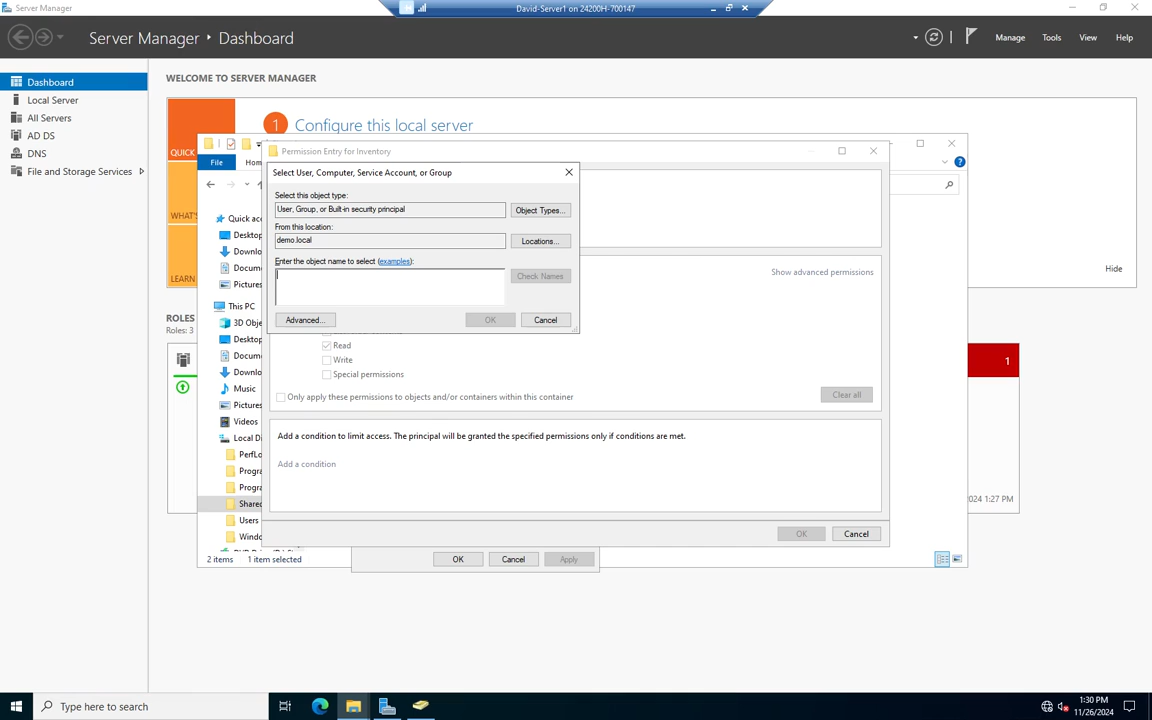 Server Manager
David-Server1 on 24200H-700147
Server Manager • Dashboard
Manage Tools View Help
Dashboard
Local Server
All Servers
AD DS
DNS
File and Storage Services
WELCOME TO SERVER MANAGER
QUICK
1 Configure this local server
WHAT'S
LEARN
Hide
ROLES
Roles: 3
1
2024 1:27 PM
File
Hom
Quick acc
Desktop
Downlo
Docum
Pictures
This PC
3D Obje
Desktop
Docum
Downlo
Music
Pictures
Videos
Local Di
PerfLo
Progra
Progra
Shared
Users
Windo
2 items 1 item selected
Permission Entry for Inventory
Show advanced permissions
Read
Write
Special permissions
Only apply these permissions to objects and/or containers within this container
Clear all
Add a condition to limit access. The principal will be granted the specified permissions only if conditions are met.
Add a condition
OK Cancel
OK Cancel Apply
Select User, Computer, Service Account, or Group
Select this object type:
User, Group, or Built-in security principal
Object Types...
From this location:
demo.local
Locations...
Enter the object name to select (examples):
Check Names
Advanced...
OK Cancel
Type here to search
1:30 PM
11/26/2024